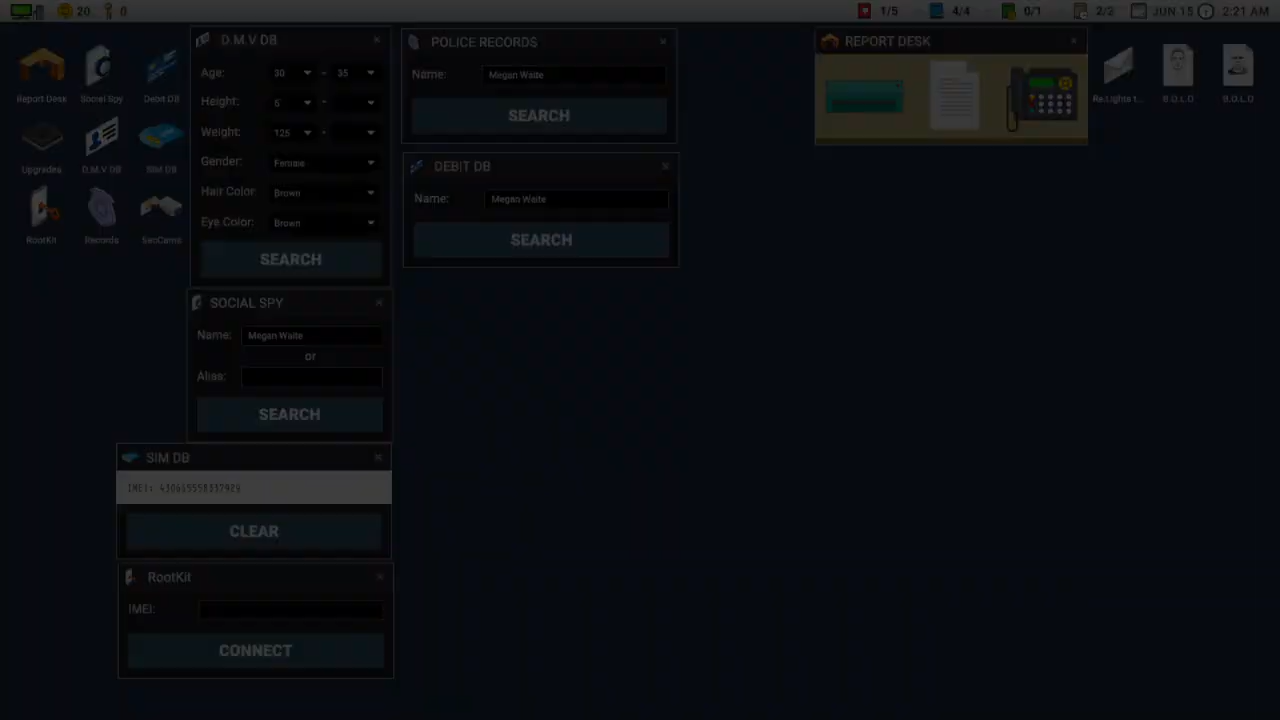 20
0
1/5
4/4
0/1
2/2
JUN 15
2:21 AM
Report Desk
Social Spy
Debit DB
Upgrades
D.M.V DB
SIM DB
RootKit
Records
SecCams
D.M.V DB
Age: 30 - 35
Height: 5 -
Weight: 125 -
Gender: Female
Hair Color: Brown
Eye Color: Brown
SEARCH
SOCIAL SPY
Name: Megan Waite
or
Alias:
SEARCH
SIM DB
IMEI:
CLEAR
RootKit
IMEI:
CONNECT
POLICE RECORDS
Name: Megan Waite
SEARCH
DEBIT DB
Name: Megan Waite
SEARCH
REPORT DESK
Re:Lights t...
B.O.L.O
B.O.L.O